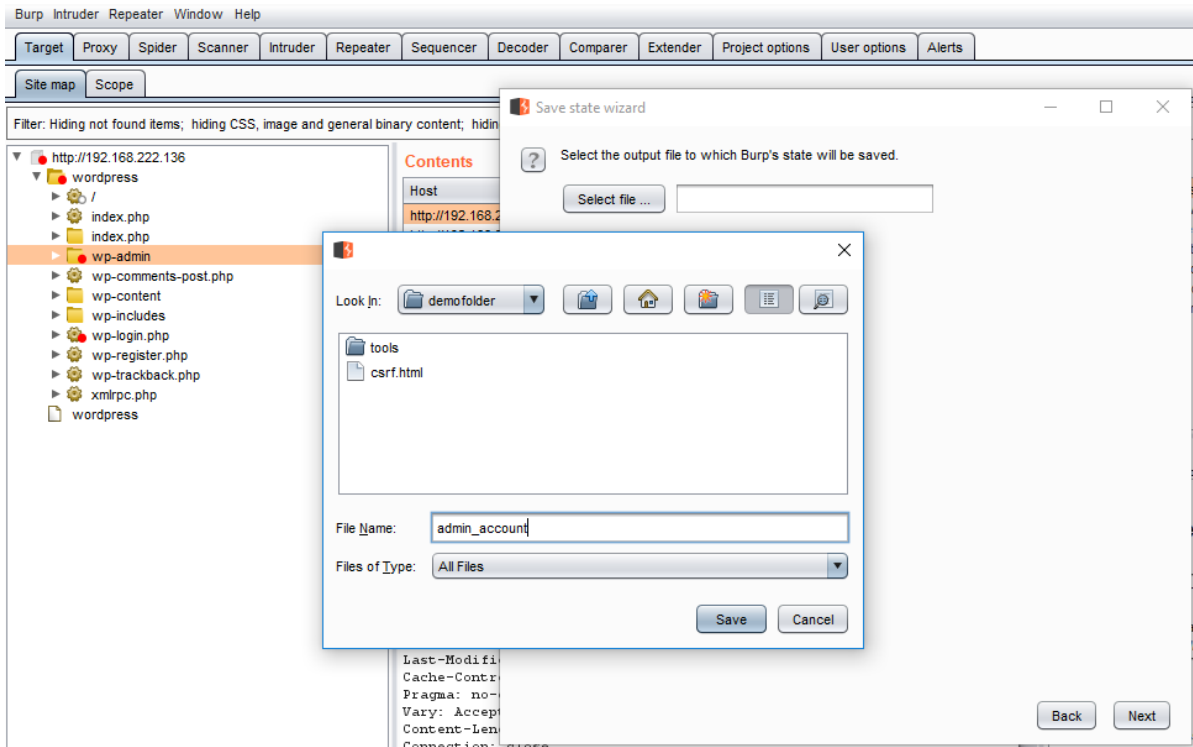 Burp Intruder Repeater Window Help
Target Proxy Spider Scanner Intruder Repeater Sequencer Decoder Comparer Extender Project options User options Alerts
Site map Scope
Filter: Hiding not found items; hiding CSS, image and general binary content; hidin
http://192.168.222.136
wordpress
/
index.php
index.php
wp-admin
wp-comments-post.php
wp-content
wp-includes
wp-login.php
wp-register.php
wp-trackback.php
xmlrpc.php
wordpress
Contents
Host
http://192.168.2
Save state wizard
? Select the output file to which Burp's state will be saved.
Select file ...
Look In: demofolder
tools
csrf.html
File Name: admin_account
Files of Type: All Files
Save Cancel
Last-Modifi
Cache-Contr
Pragma: no-
Vary: Accept
Content-Len
Connection: close
Back Next